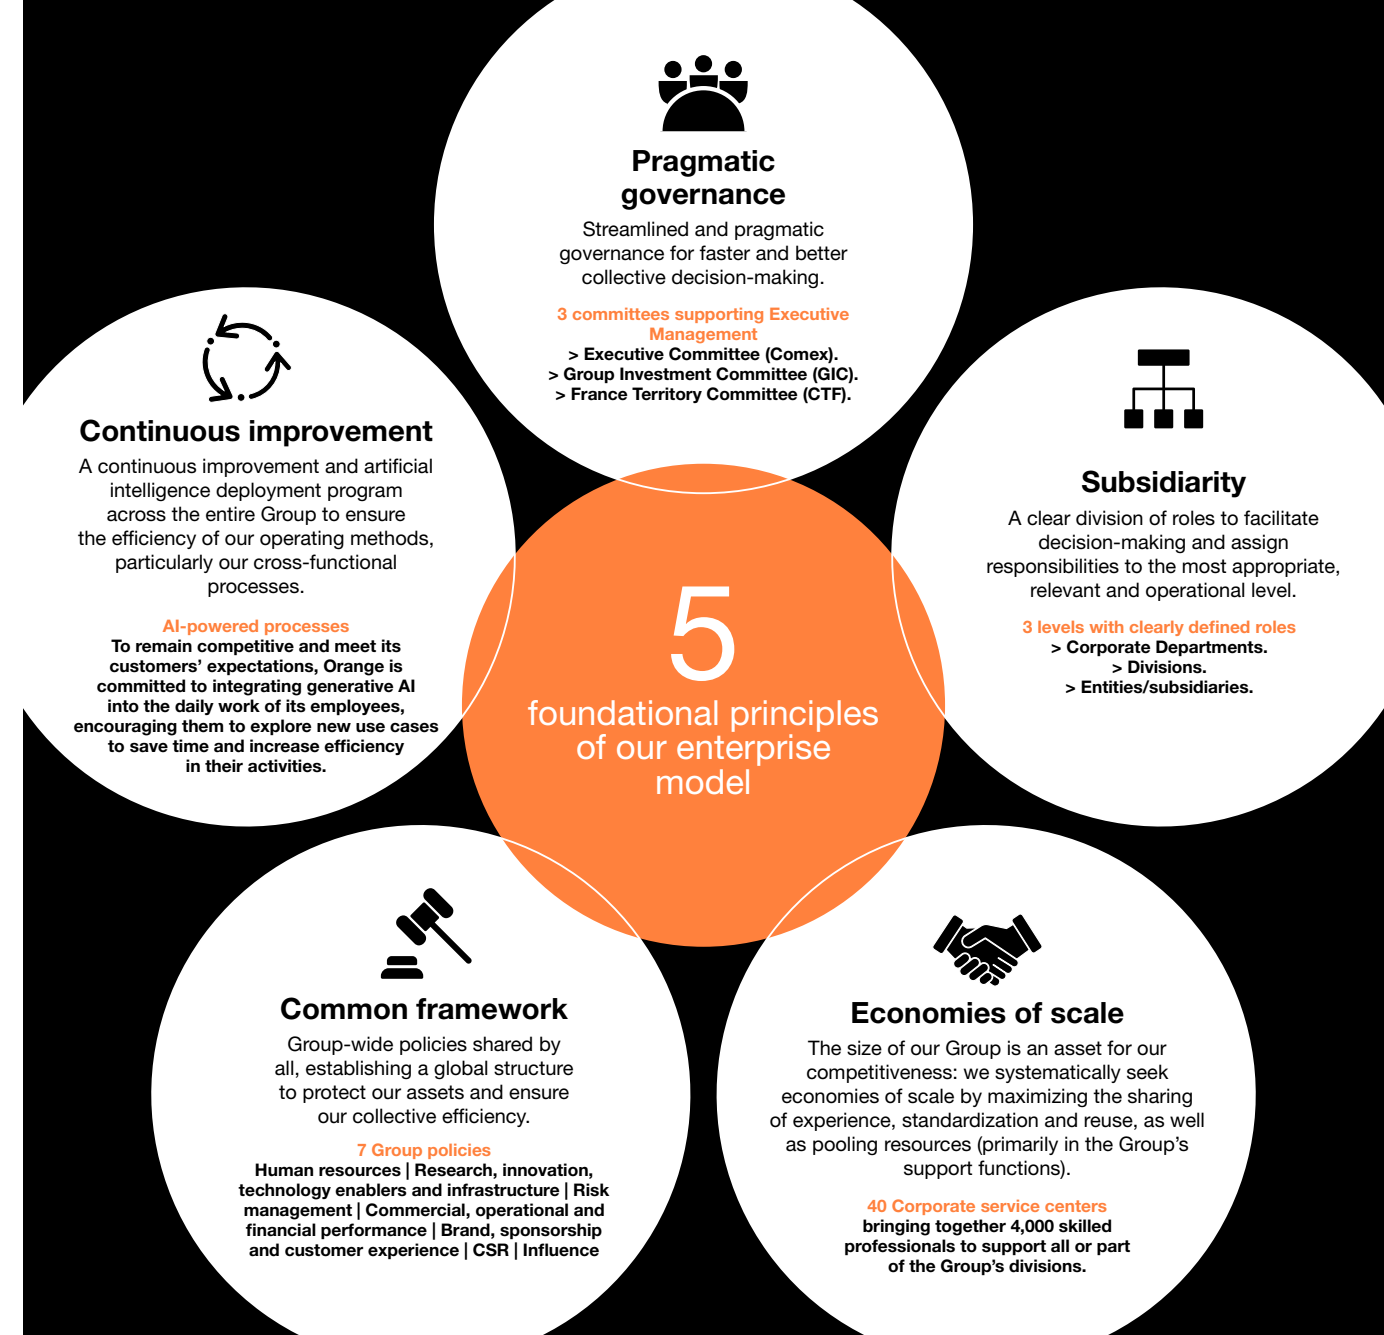 Pragmatic
governance
Streamlined and pragmatic
governance for faster and better
collective decision-making.
3 committees supporting Executive
Management
> Executive Committee (Comex).
> Group Investment Committee (GIC).
> France Territory Committee (CTF).
Continuous improvement
A continuous improvement and artificial
intelligence deployment program
across the entire Group to ensure
the efficiency of our operating methods,
particularly our cross-functional
processes.
AI-powered processes
To remain competitive and meet its
customers’ expectations, Orange is
committed to integrating generative AI
into the daily work of its employees,
encouraging them to explore new use cases
to save time and increase efficiency
in their activities.
Subsidiarity
A clear division of roles to facilitate
decision-making and assign
responsibilities to the most appropriate,
relevant and operational level.
3 levels with clearly defined roles
> Corporate Departments.
> Divisions.
> Entities/subsidiaries.
5
foundational principles
of our enterprise
model
Common framework
Group-wide policies shared by
all, establishing a global structure
to protect our assets and ensure
our collective efficiency.
7 Group policies
Human resources | Research, innovation,
technology enablers and infrastructure | Risk
management | Commercial, operational and
financial performance | Brand, sponsorship
and customer experience | CSR | Influence
Economies of scale
The size of our Group is an asset for our
competitiveness: we systematically seek
economies of scale by maximizing the sharing
of experience, standardization and reuse, as well
as pooling resources (primarily in the Group’s
support functions).
40 Corporate service centers
bringing together 4,000 skilled
professionals to support all or part
of the Group’s divisions.